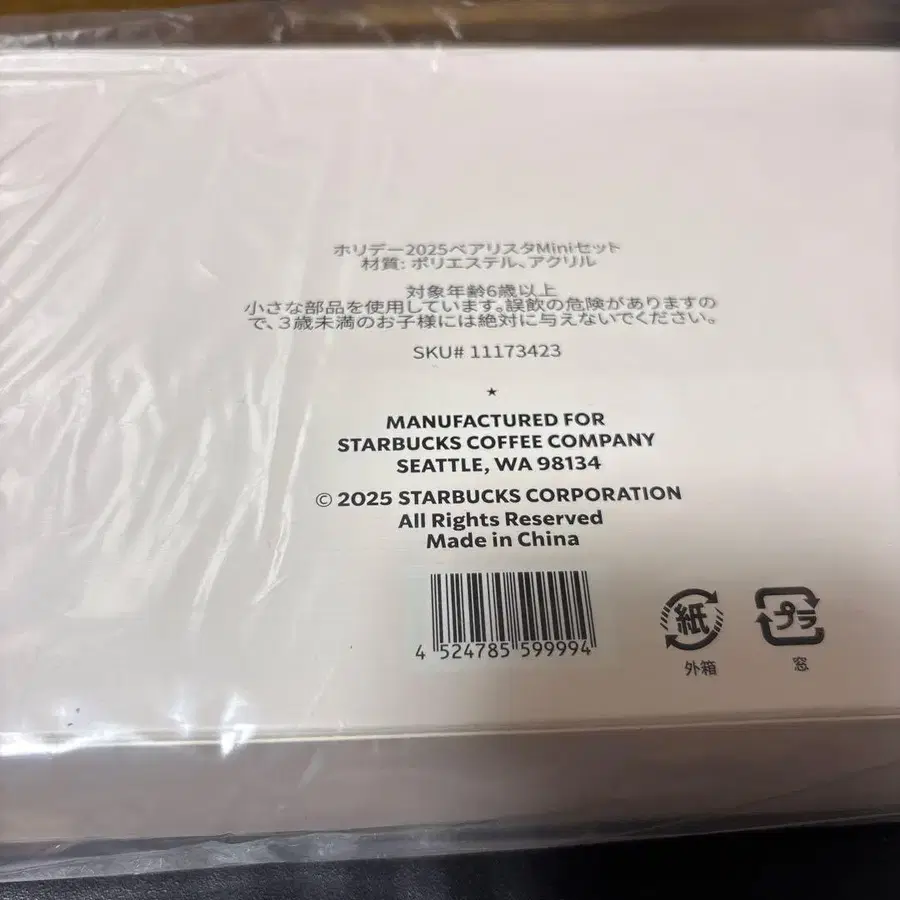 ホリデー2025ベアリスタMiniセット
材質: ポリエステル、アクリル
対象年齢6歳以上
小さな部品を使用しています。誤飲の危険がありますの
で、3歳未満のお子様には絶対に与えないでください。
SKU# 11173423
★
MANUFACTURED FOR
STARBUCKS COFFEE COMPANY
SEATTLE, WA 98134
© 2025 STARBUCKS CORPORATION
All Rights Reserved
Made in China
4 524785 599994
紙
外箱
プラ
窓